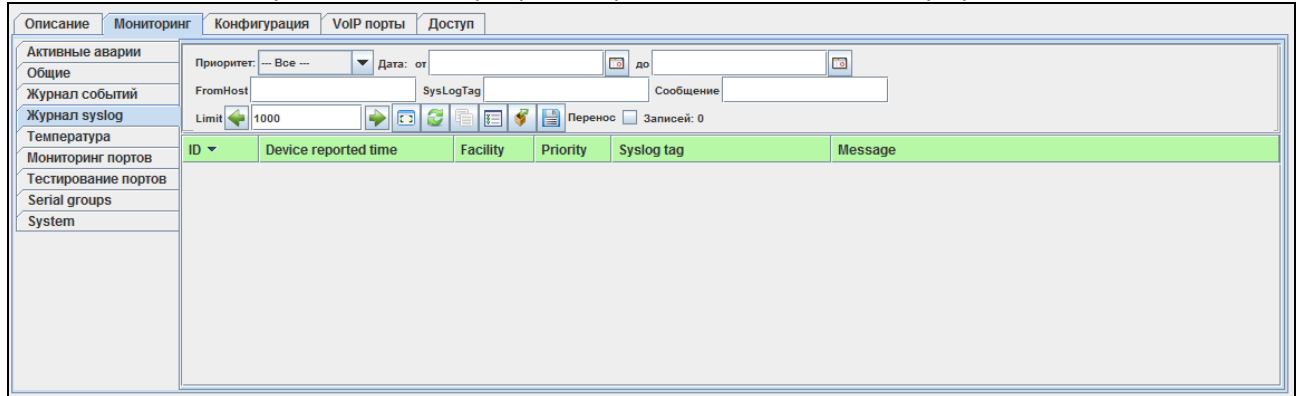 Описание Мониторинг Конфигурация VoIP порты Доступ
Активные аварии
Общие
Журнал событий
Журнал syslog
Температура
Мониторинг портов
Тестирование портов
Serial groups
System
Приоритет: --- Все --- Дата: от до
FromHost SysLogTag Сообщение
Limit 1000 Перенос Записей: 0
ID Device reported time Facility Priority Syslog tag Message